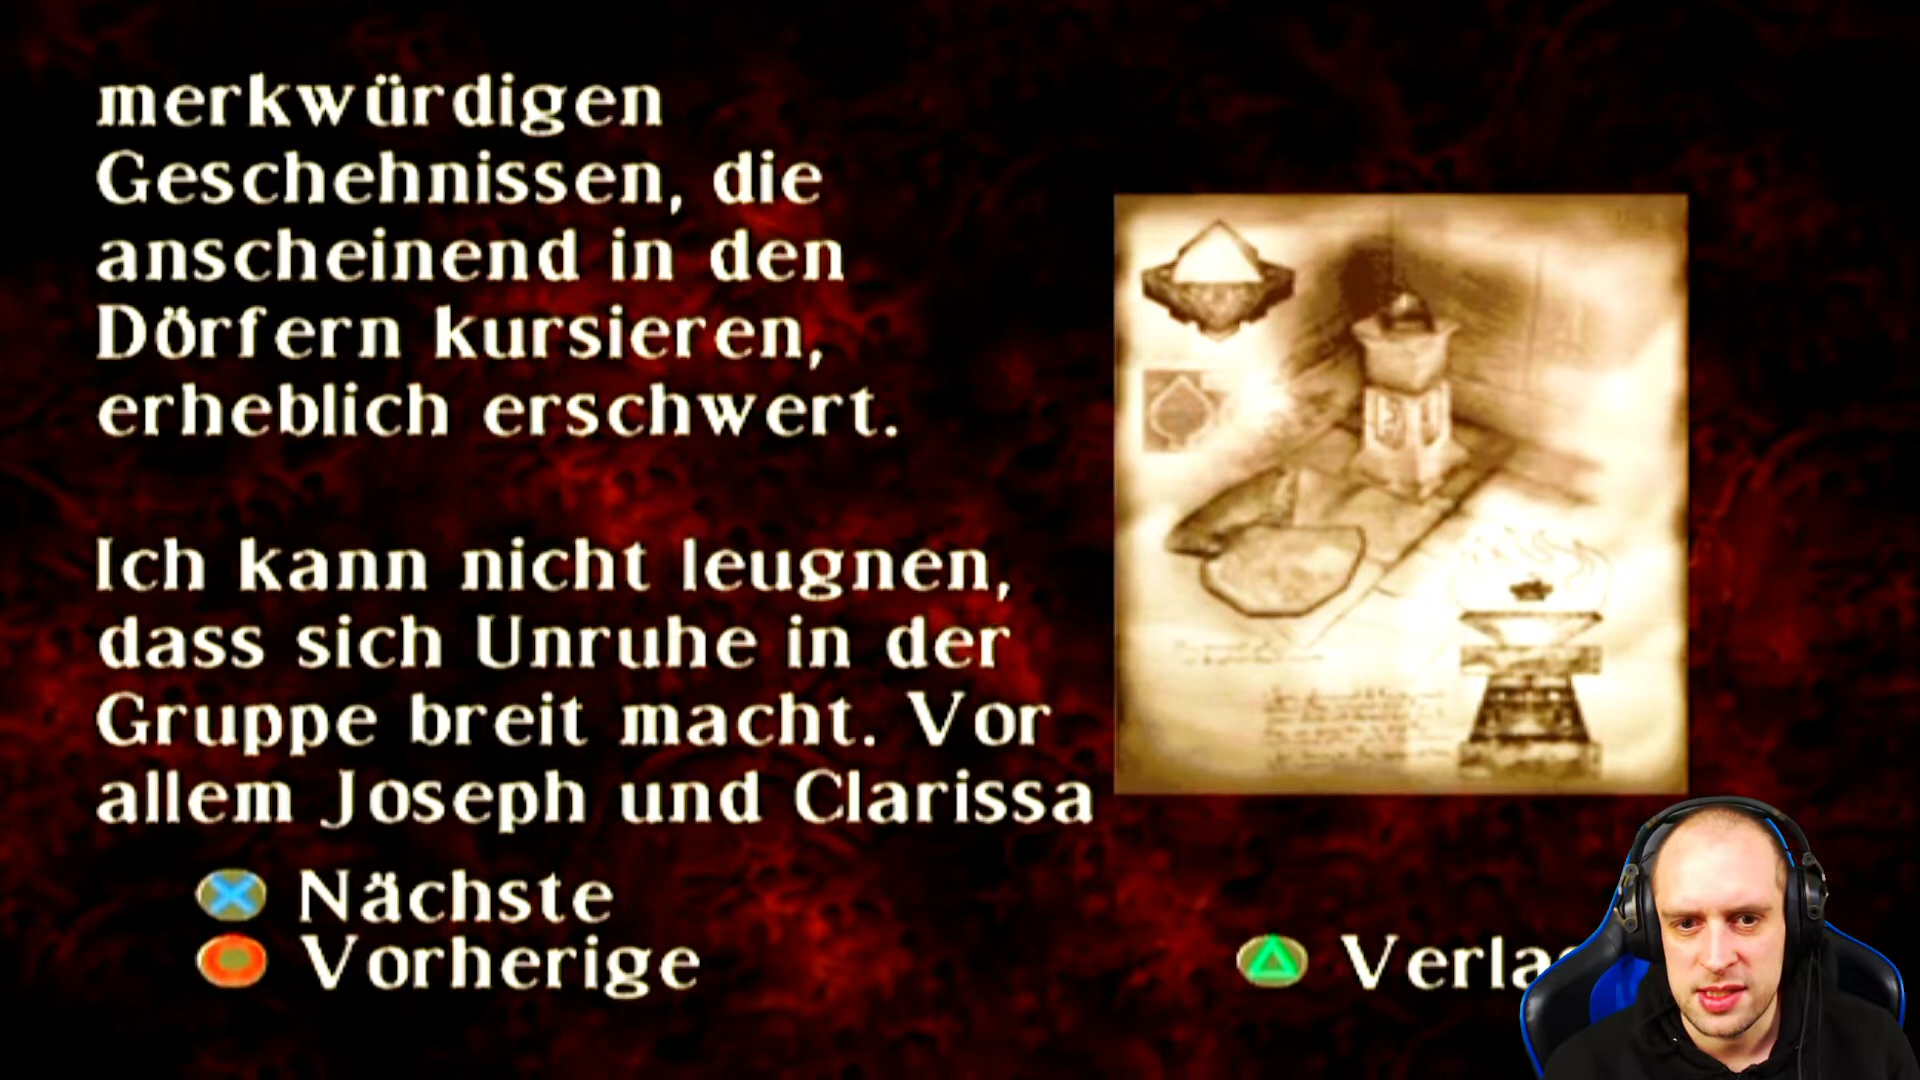 merkwürdigen
Geschehnissen, die
anscheinend in den
Dörfern kursieren,
erheblich erschwert.
Ich kann nicht leugnen,
dass sich Unruhe in der
Gruppe breit macht. Vor
allem Joseph und Clarissa
Nächste
Vorherige